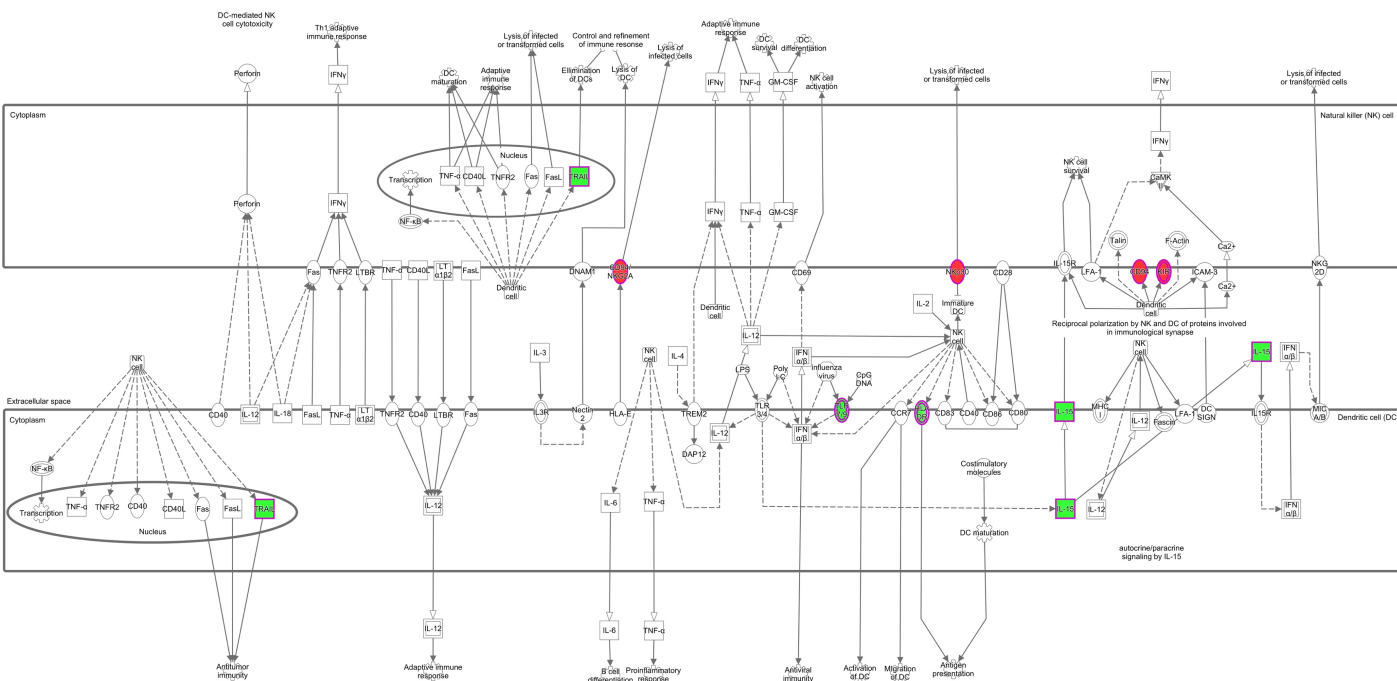 DC-mediated NK
cell cytotoxicity
Th1 adaptive
immune response
Lysis of infected
or transformed cells
Control and refinement
of immune resonse
Adaptive immune
response
DC
survival
DC
differentiation
Lysis of
infected cells
DC
maturation
Adaptive
immune
response
Ellimination
of DCs
Lysis of
DC
NK cell
activation
Lysis of infected
or transformed cells
Lysis of infected
or transformed cells
Perforin
IFNγ
IFNγ
TNF-α
GM-CSF
IFNγ
Cytoplasm
Natural killer (NK) cell
IFNγ
Nucleus
Transcription
TNF-α
CD40L
TNFR2
Fas
FasL
TRAIL
NK cell
survival
CaMK
II
Perforin
IFNγ
NF-κB
IFNγ
TNF-α
GM-CSF
Talin
F-Actin
Ca2+
Fas
TNFR2
LTBR
TNF-α
CD40L
LT
α1β2
FasL
Dendritic
cell
DNAM1
CD94/
NKG2A
CD69
NKp30
CD28
IL-15R
LFA-1
CD94
KIR
ICAM-3
NKG
2D
Ca2+
Dendritic
cell
IL-2
Immature
DC
Dendritic
cell
Reciprocal polarization by NK and DC of proteins involved
in immunological synapse
IL-12
NK
cell
NK
cell
IL-3
NK
cell
IL-4
IFN
α/β
NK
cell
IL-15
IFN
α/β
LPS
Poly
I:C
Influenza
virus
CpG
DNA
Extracellular space
Cytoplasm
CD40
IL-12
IL-18
FasL
TNF-α
LT
α1β2
TNFR2
CD40
LTBR
Fas
IL3R
Nectin
2
HLA-E
TREM2
TLR
3/4
CCR7
CD83
CD40
CD86
CD80
IL-15
MHC
I
LFA-1
DC
SIGN
IL15R
MIC
A/B
Dendritic cell (DC
IL-12
IFN
α/β
IL-12
Fascin
DAP12
NF-κB
Costimulatory
molecules
Transcription
TNF-α
TNFR2
CD40
CD40L
Fas
FasL
TRAIL
Nucleus
IL-12
IL-6
TNF-α
IL-15
IL-12
IFN
α/β
DC maturation
autocrine/paracrine
signaling by IL-15
IL-12
IL-6
TNF-α
Antitumor
immunity
Adaptive immune
response
B cell
differentiation
Proinflammatory
response
Antiviral
immunity
Activation
of DC
Migration
of DC
Antigen
presentation